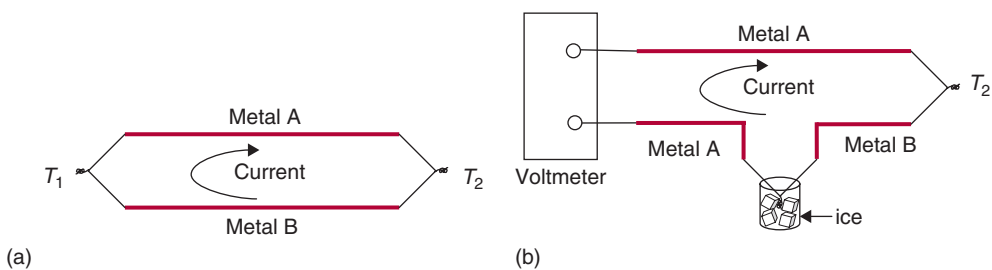 Metal A
T1
Current
T2
Metal B
(a)
Metal A
Current
T2
Metal A
Metal B
Voltmeter
ice
(b)